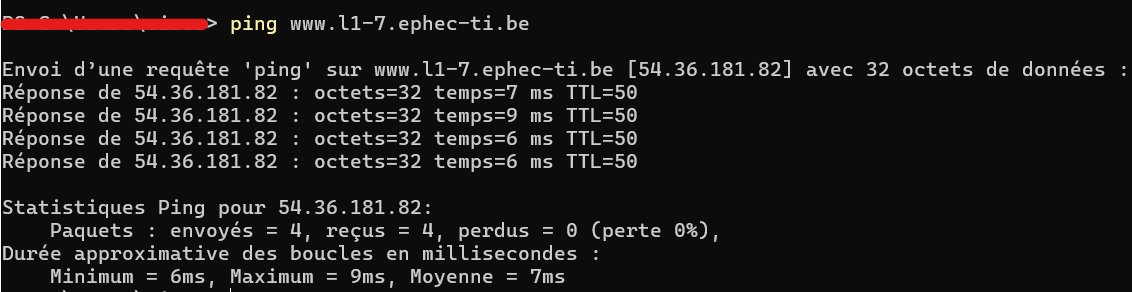 > ping www.l1-7.ephec-ti.be
Envoi d’une requête 'ping' sur www.l1-7.ephec-ti.be [54.36.181.82] avec 32 octets de données :
Réponse de 54.36.181.82 : octets=32 temps=7 ms TTL=50
Réponse de 54.36.181.82 : octets=32 temps=9 ms TTL=50
Réponse de 54.36.181.82 : octets=32 temps=6 ms TTL=50
Réponse de 54.36.181.82 : octets=32 temps=6 ms TTL=50
Statistiques Ping pour 54.36.181.82:
Paquets : envoyés = 4, reçus = 4, perdus = 0 (perte 0%),
Durée approximative des boucles en millisecondes :
Minimum = 6ms, Maximum = 9ms, Moyenne = 7ms